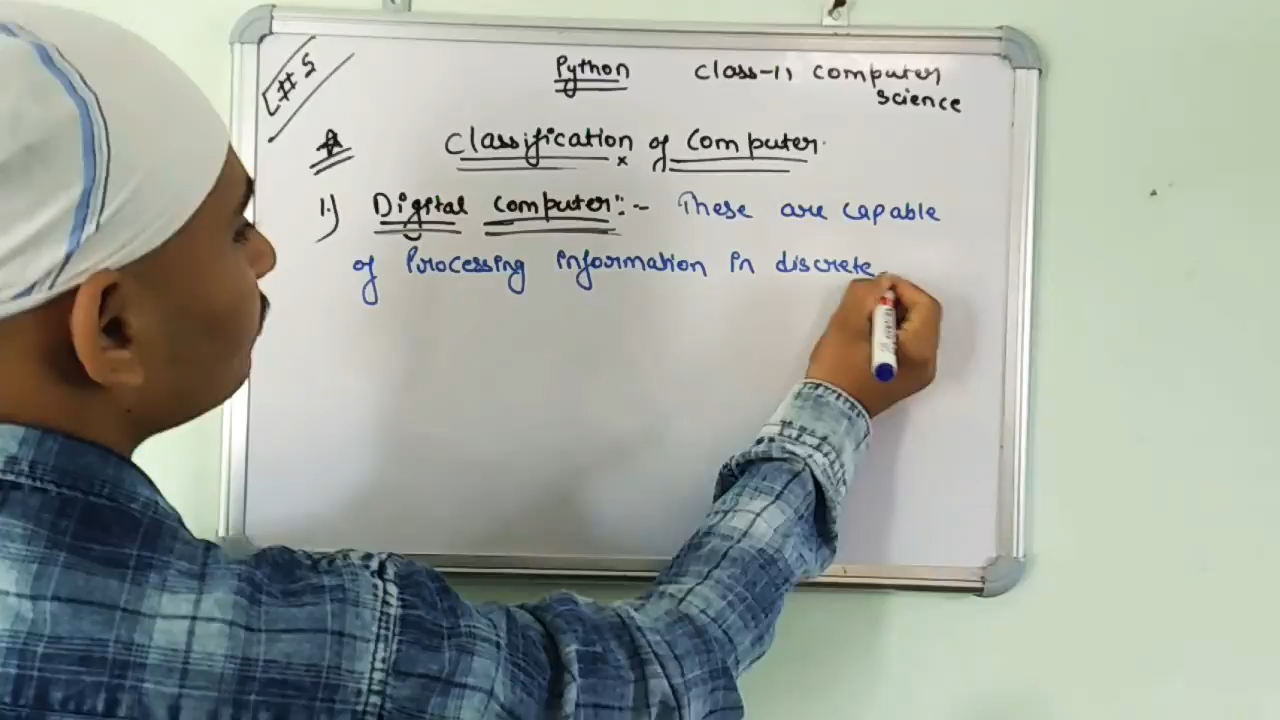 # 5
Python Class-11 Computer
Science
Classification of Computer
1.) Digital Computer:- These are capable
of Processing information in discrete